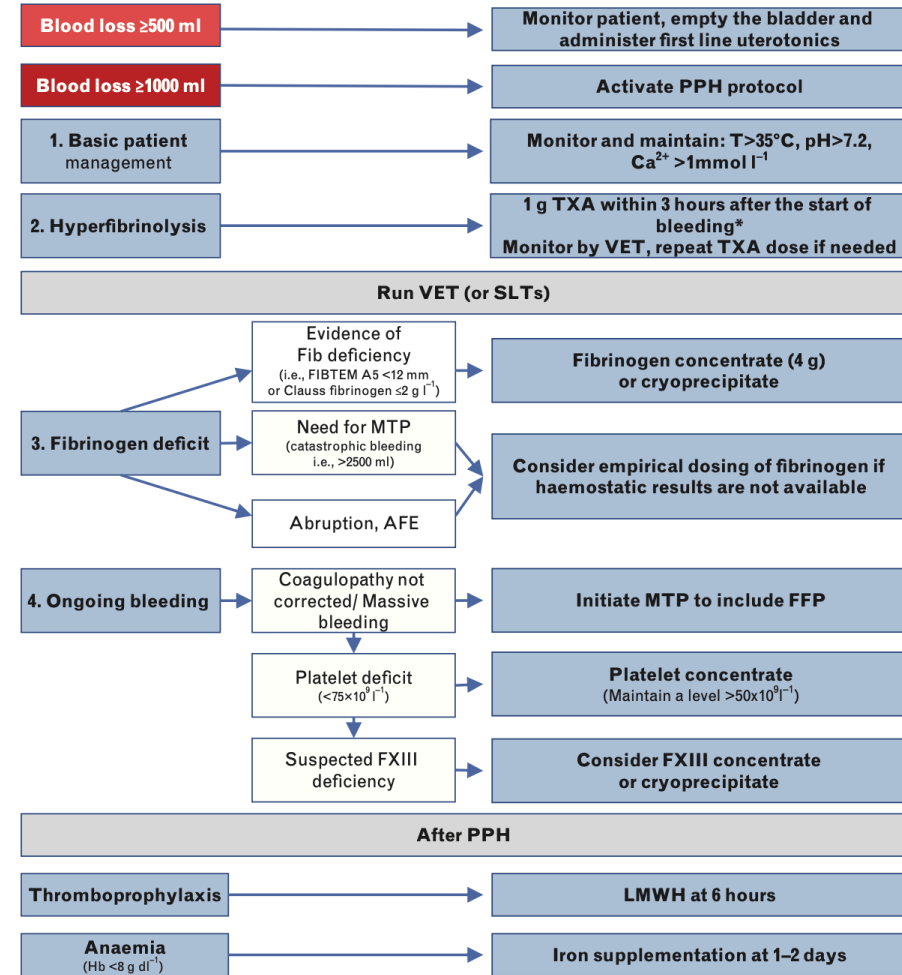 Blood loss ≥500 ml
Monitor patient, empty the bladder and
administer first line uterotonics
Blood loss ≥1000 ml
Activate PPH protocol
1. Basic patient
management
Monitor and maintain: T>35°C, pH>7.2,
Ca²⁺ >1mmol l⁻¹
2. Hyperfibrinolysis
1 g TXA within 3 hours after the start of
bleeding*
Monitor by VET, repeat TXA dose if needed
Run VET (or SLTs)
3. Fibrinogen deficit
Evidence of
Fib deficiency
(i.e., FIBTEM A5 <12 mm
or Clauss fibrinogen ≤2 g l⁻¹)
Fibrinogen concentrate (4 g)
or cryoprecipitate
Need for MTP
(catastrophic bleeding
i.e., >2500 ml)
Abruption, AFE
Consider empirical dosing of fibrinogen if
haemostatic results are not available
4. Ongoing bleeding
Coagulopathy not
corrected/ Massive
bleeding
Initiate MTP to include FFP
Platelet deficit
(<75×10⁹ l⁻¹)
Platelet concentrate
(Maintain a level >50x10⁹l⁻¹)
Suspected FXIII
deficiency
Consider FXIII concentrate
or cryoprecipitate
After PPH
Thromboprophylaxis
LMWH at 6 hours
Anaemia
(Hb <8 g dl⁻¹)
Iron supplementation at 1–2 days